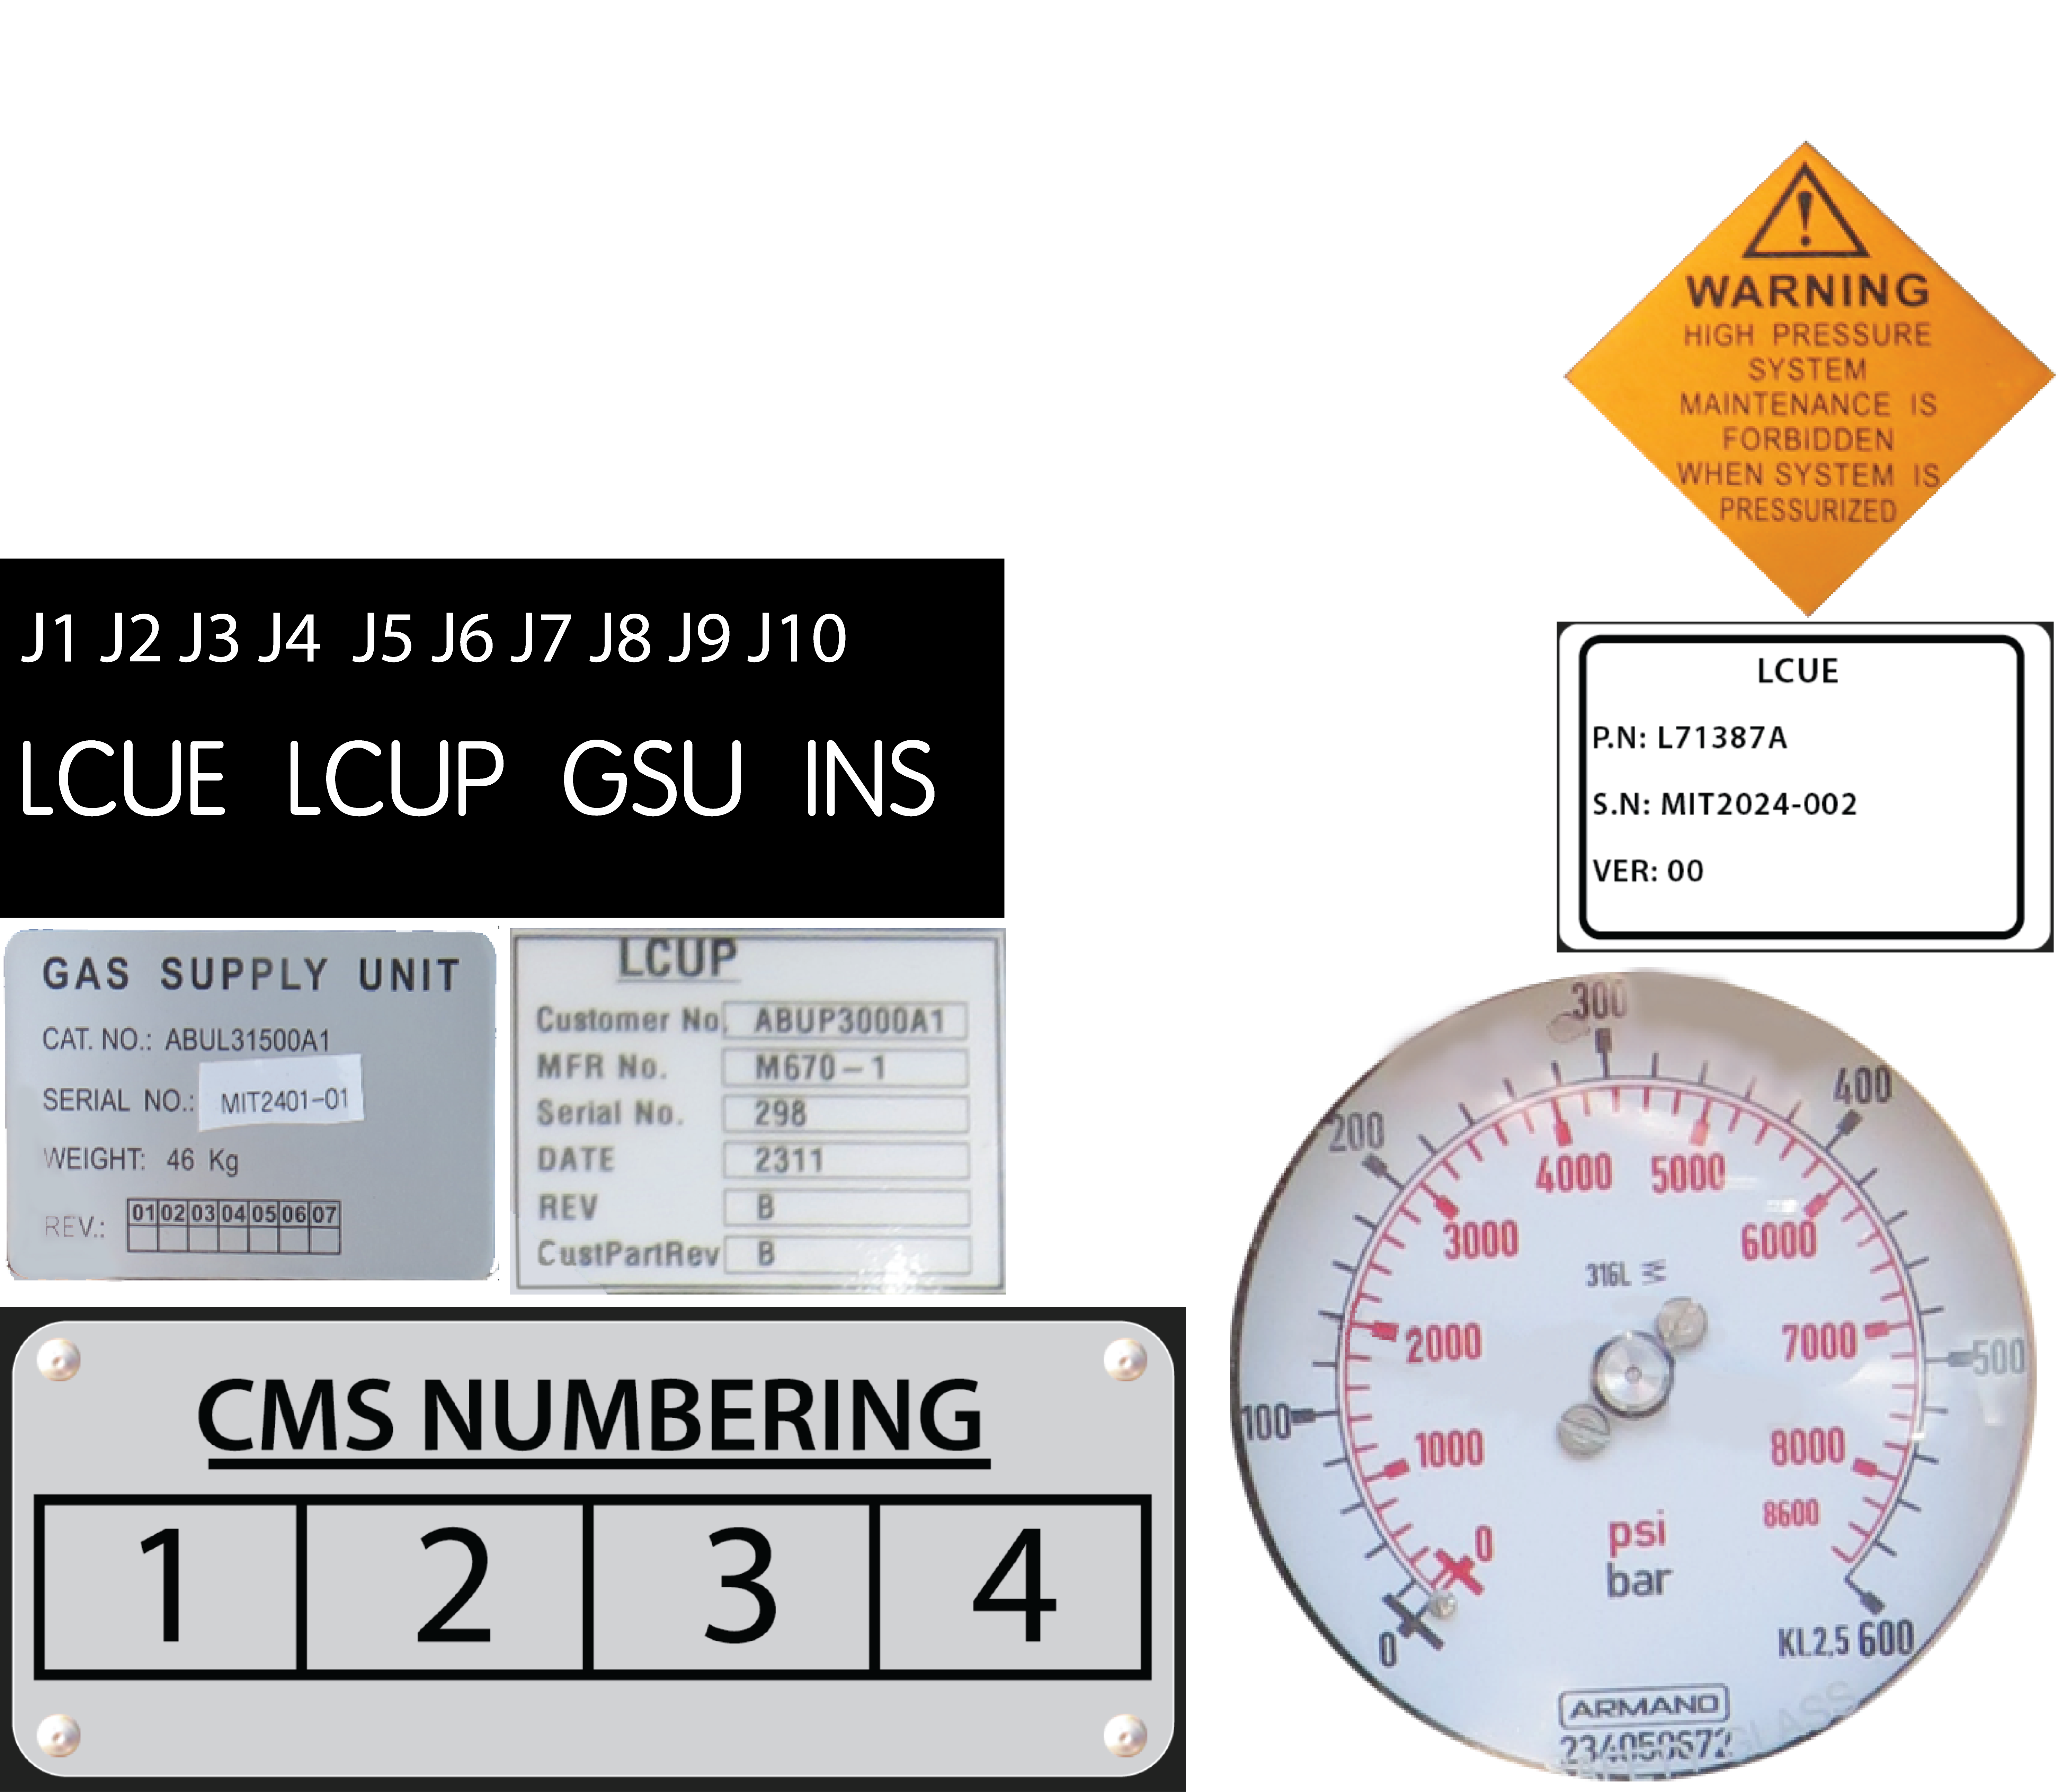 WARNING
HIGH PRESSURE
SYSTEM
MAINTENANCE IS
FORBIDDEN
WHEN SYSTEM IS
PRESSURIZED
J1 J2 J3 J4 J5 J6 J7 J8 J9 J10
LCUE LCUP GSU INS
LCUE
P.N: L71387A
S.N: MIT2024-002
VER: 00
GAS SUPPLY UNIT
CAT. NO.: ABUL31500A1
SERIAL NO.: MIT2401-01
WEIGHT: 46 Kg
REV.: 01 02 03 04 05 06 07
LCUP
Customer No. ABUP3000A1
MFR No. M670-1
Serial No. 298
DATE 2311
REV B
CustPartRev B
CMS NUMBERING
1 2 3 4
300
400
200
4000 5000
3000 6000
316L
2000 7000
500
100
1000 8000
8600
0 psi
bar
0
KL2,5 600
ARMANO
234050672
GLASS